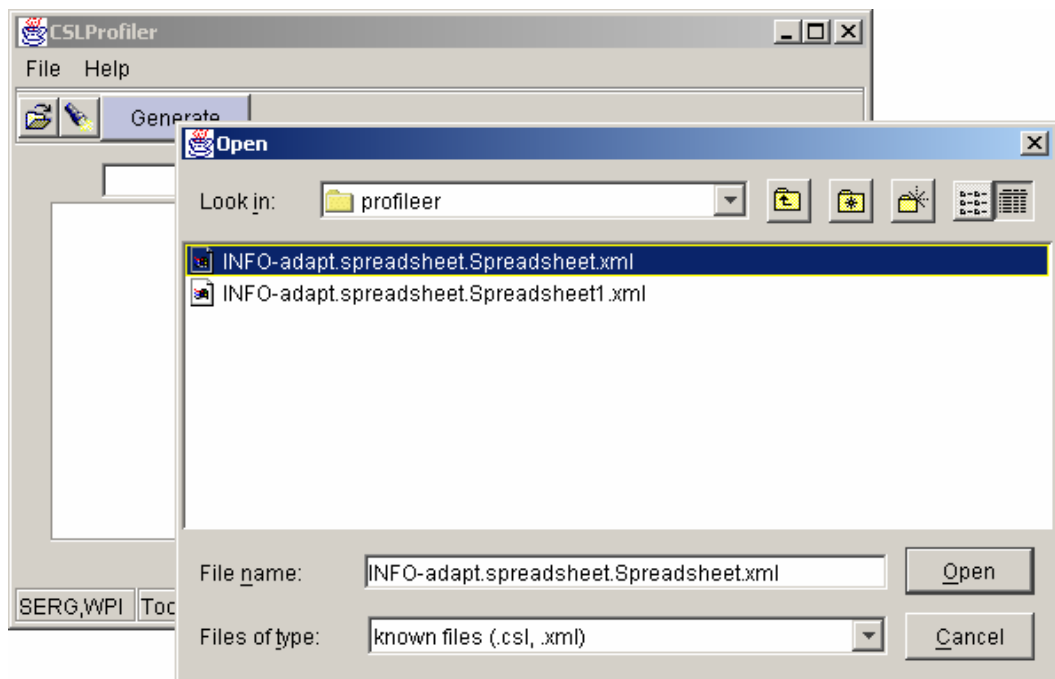 CSLProfiler
File Help
Generate
Open
Look in: profileer
INFO-adapt.spreadsheet.Spreadsheet.xml
INFO-adapt.spreadsheet.Spreadsheet1.xml
File name: INFO-adapt.spreadsheet.Spreadsheet.xml Open
SERG,WPI
Files of type: known files (.csl, .xml) Cancel